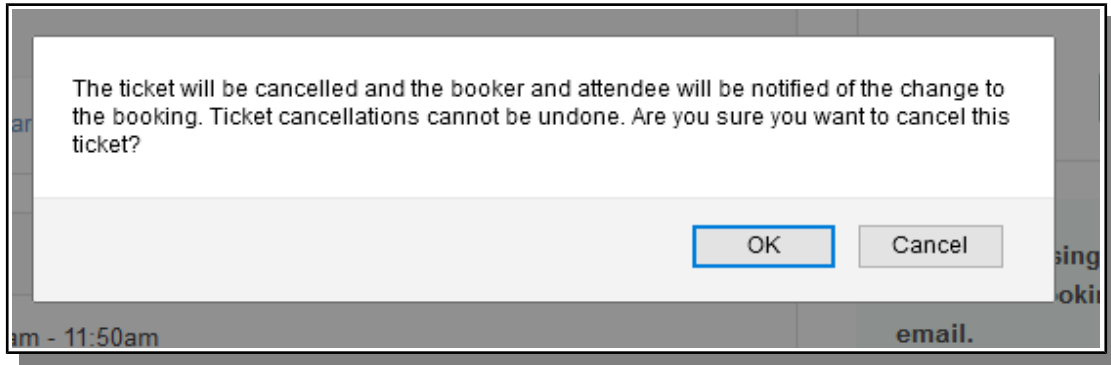 The ticket will be cancelled and the booker and attendee will be notified of the change to
the booking. Ticket cancellations cannot be undone. Are you sure you want to cancel this
ticket?
OK Cancel
am - 11:50am
email.